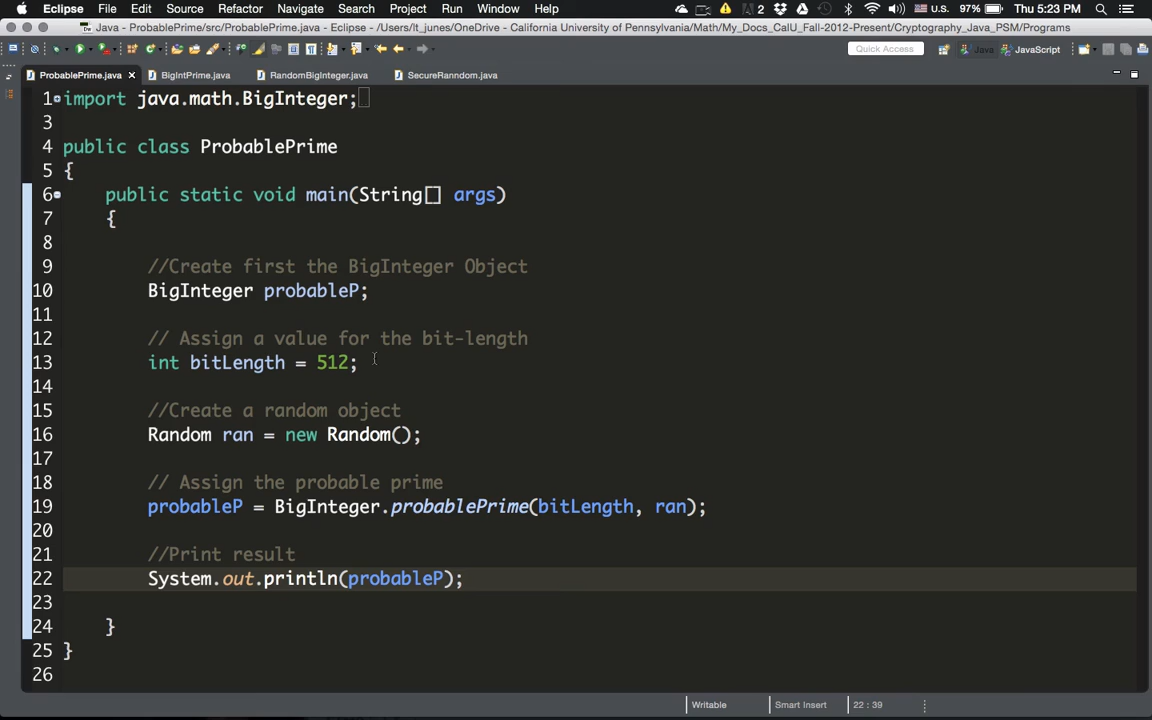 Eclipse File Edit Source Refactor Navigate Search Project Run Window Help 2 U.S. 97% Thu 5:23 PM
Java - ProbablePrime/src/ProbablePrime.java - Eclipse - /Users/lt_junes/OneDrive - California University of Pennsylvania/Math/My_Docs_CalU_Fall-2012-Present/Cryptography_Java_PSM/Programs
Quick Access Java JavaScript
ProbablePrime.java BigIntPrime.java RandomBigInteger.java SecureRanndom.java
1 import java.math.BigInteger;
3
4 public class ProbablePrime
5 {
6 public static void main(String[] args)
7 {
8
9 //Create first the BigInteger Object
10 BigInteger probableP;
11
12 // Assign a value for the bit-length
13 int bitLength = 512;
14
15 //Create a random object
16 Random ran = new Random();
17
18 // Assign the probable prime
19 probableP = BigInteger.probablePrime(bitLength, ran);
20
21 //Print result
22 System.out.println(probableP);
23
24 }
25 }
26
Writable Smart Insert 22 : 39